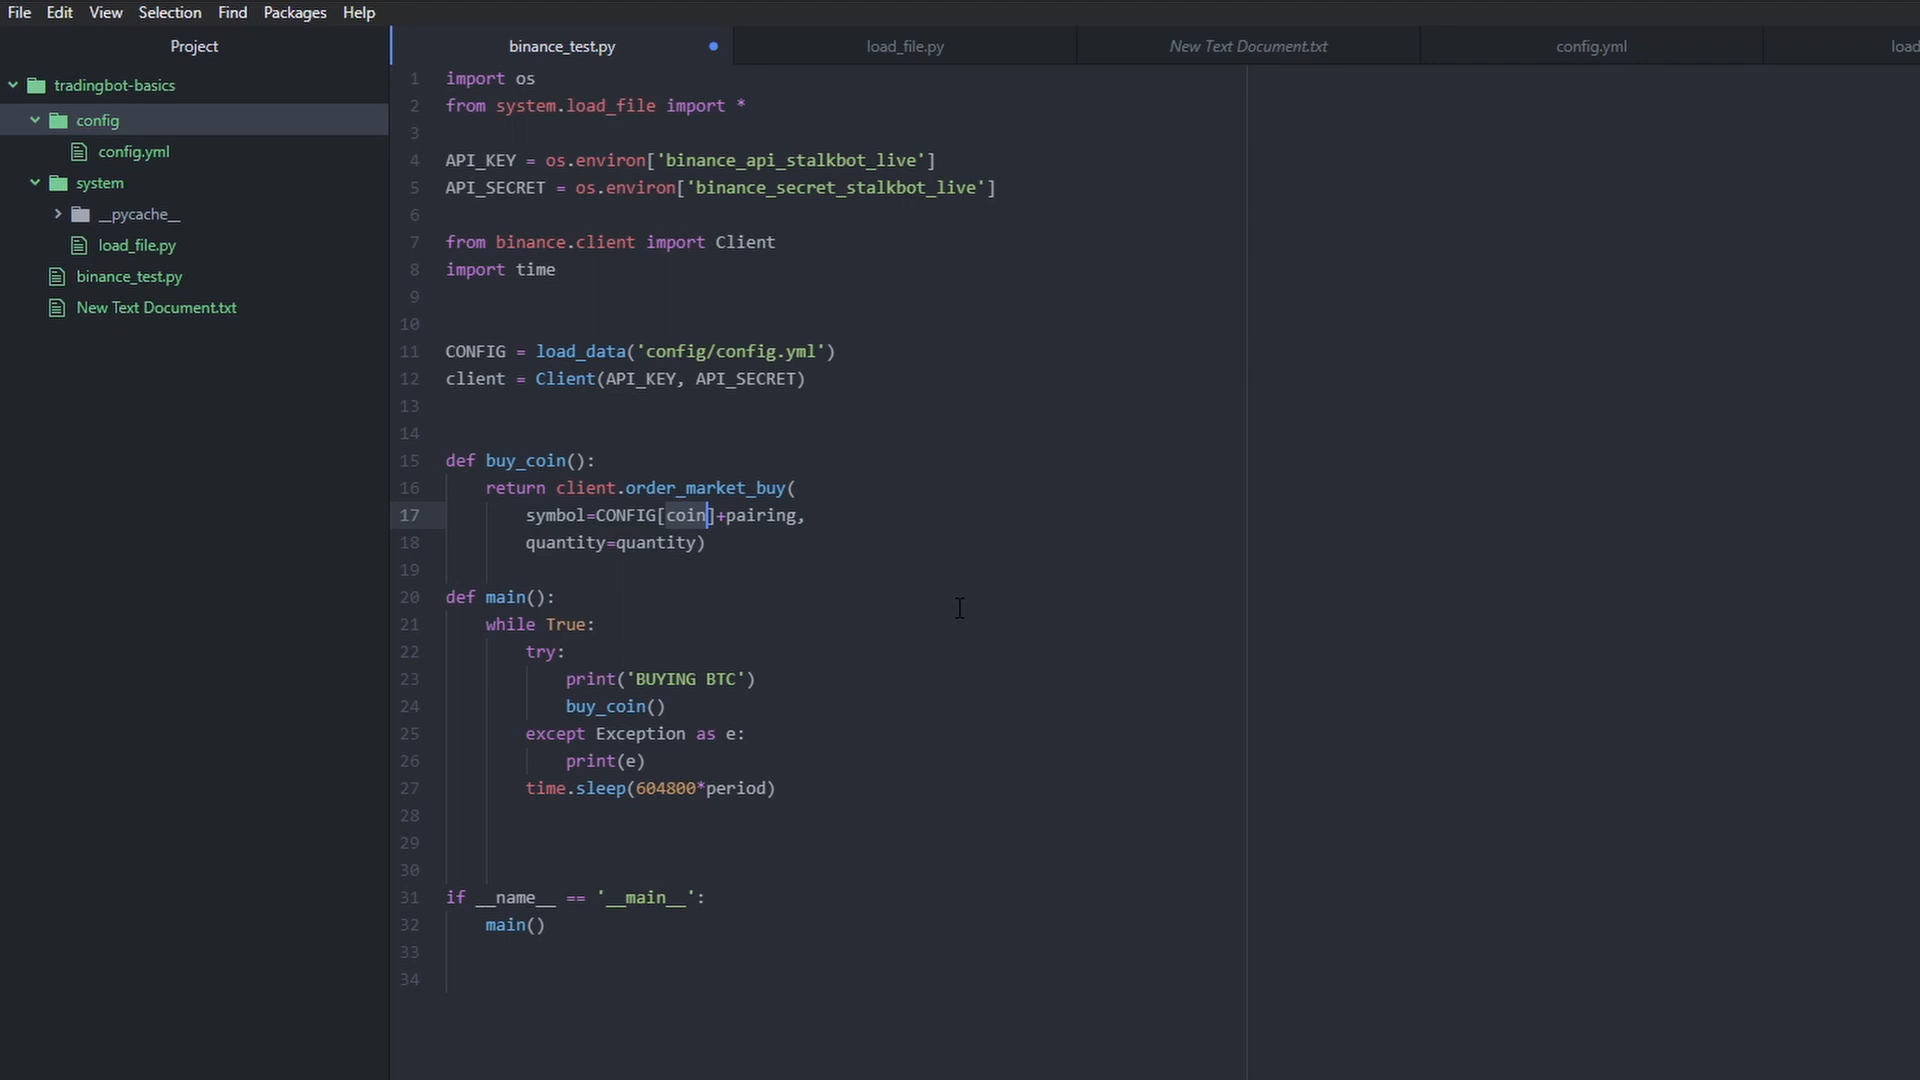 File Edit View Selection Find Packages Help
Project
tradingbot-basics
config
config.yml
system
__pycache__
load_file.py
binance_test.py
New Text Document.txt
binance_test.py load_file.py New Text Document.txt config.yml load
1 import os
2 from system.load_file import *
3
4 API_KEY = os.environ['binance_api_stalkbot_live']
5 API_SECRET = os.environ['binance_secret_stalkbot_live']
6
7 from binance.client import Client
8 import time
9
10
11 CONFIG = load_data('config/config.yml')
12 client = Client(API_KEY, API_SECRET)
13
14
15 def buy_coin():
16 return client.order_market_buy(
17 symbol=CONFIG[coin]+pairing,
18 quantity=quantity)
19
20 def main():
21 while True:
22 try:
23 print('BUYING BTC')
24 buy_coin()
25 except Exception as e:
26 print(e)
27 time.sleep(604800*period)
28
29
30
31 if __name__ == '__main__':
32 main()
33
34